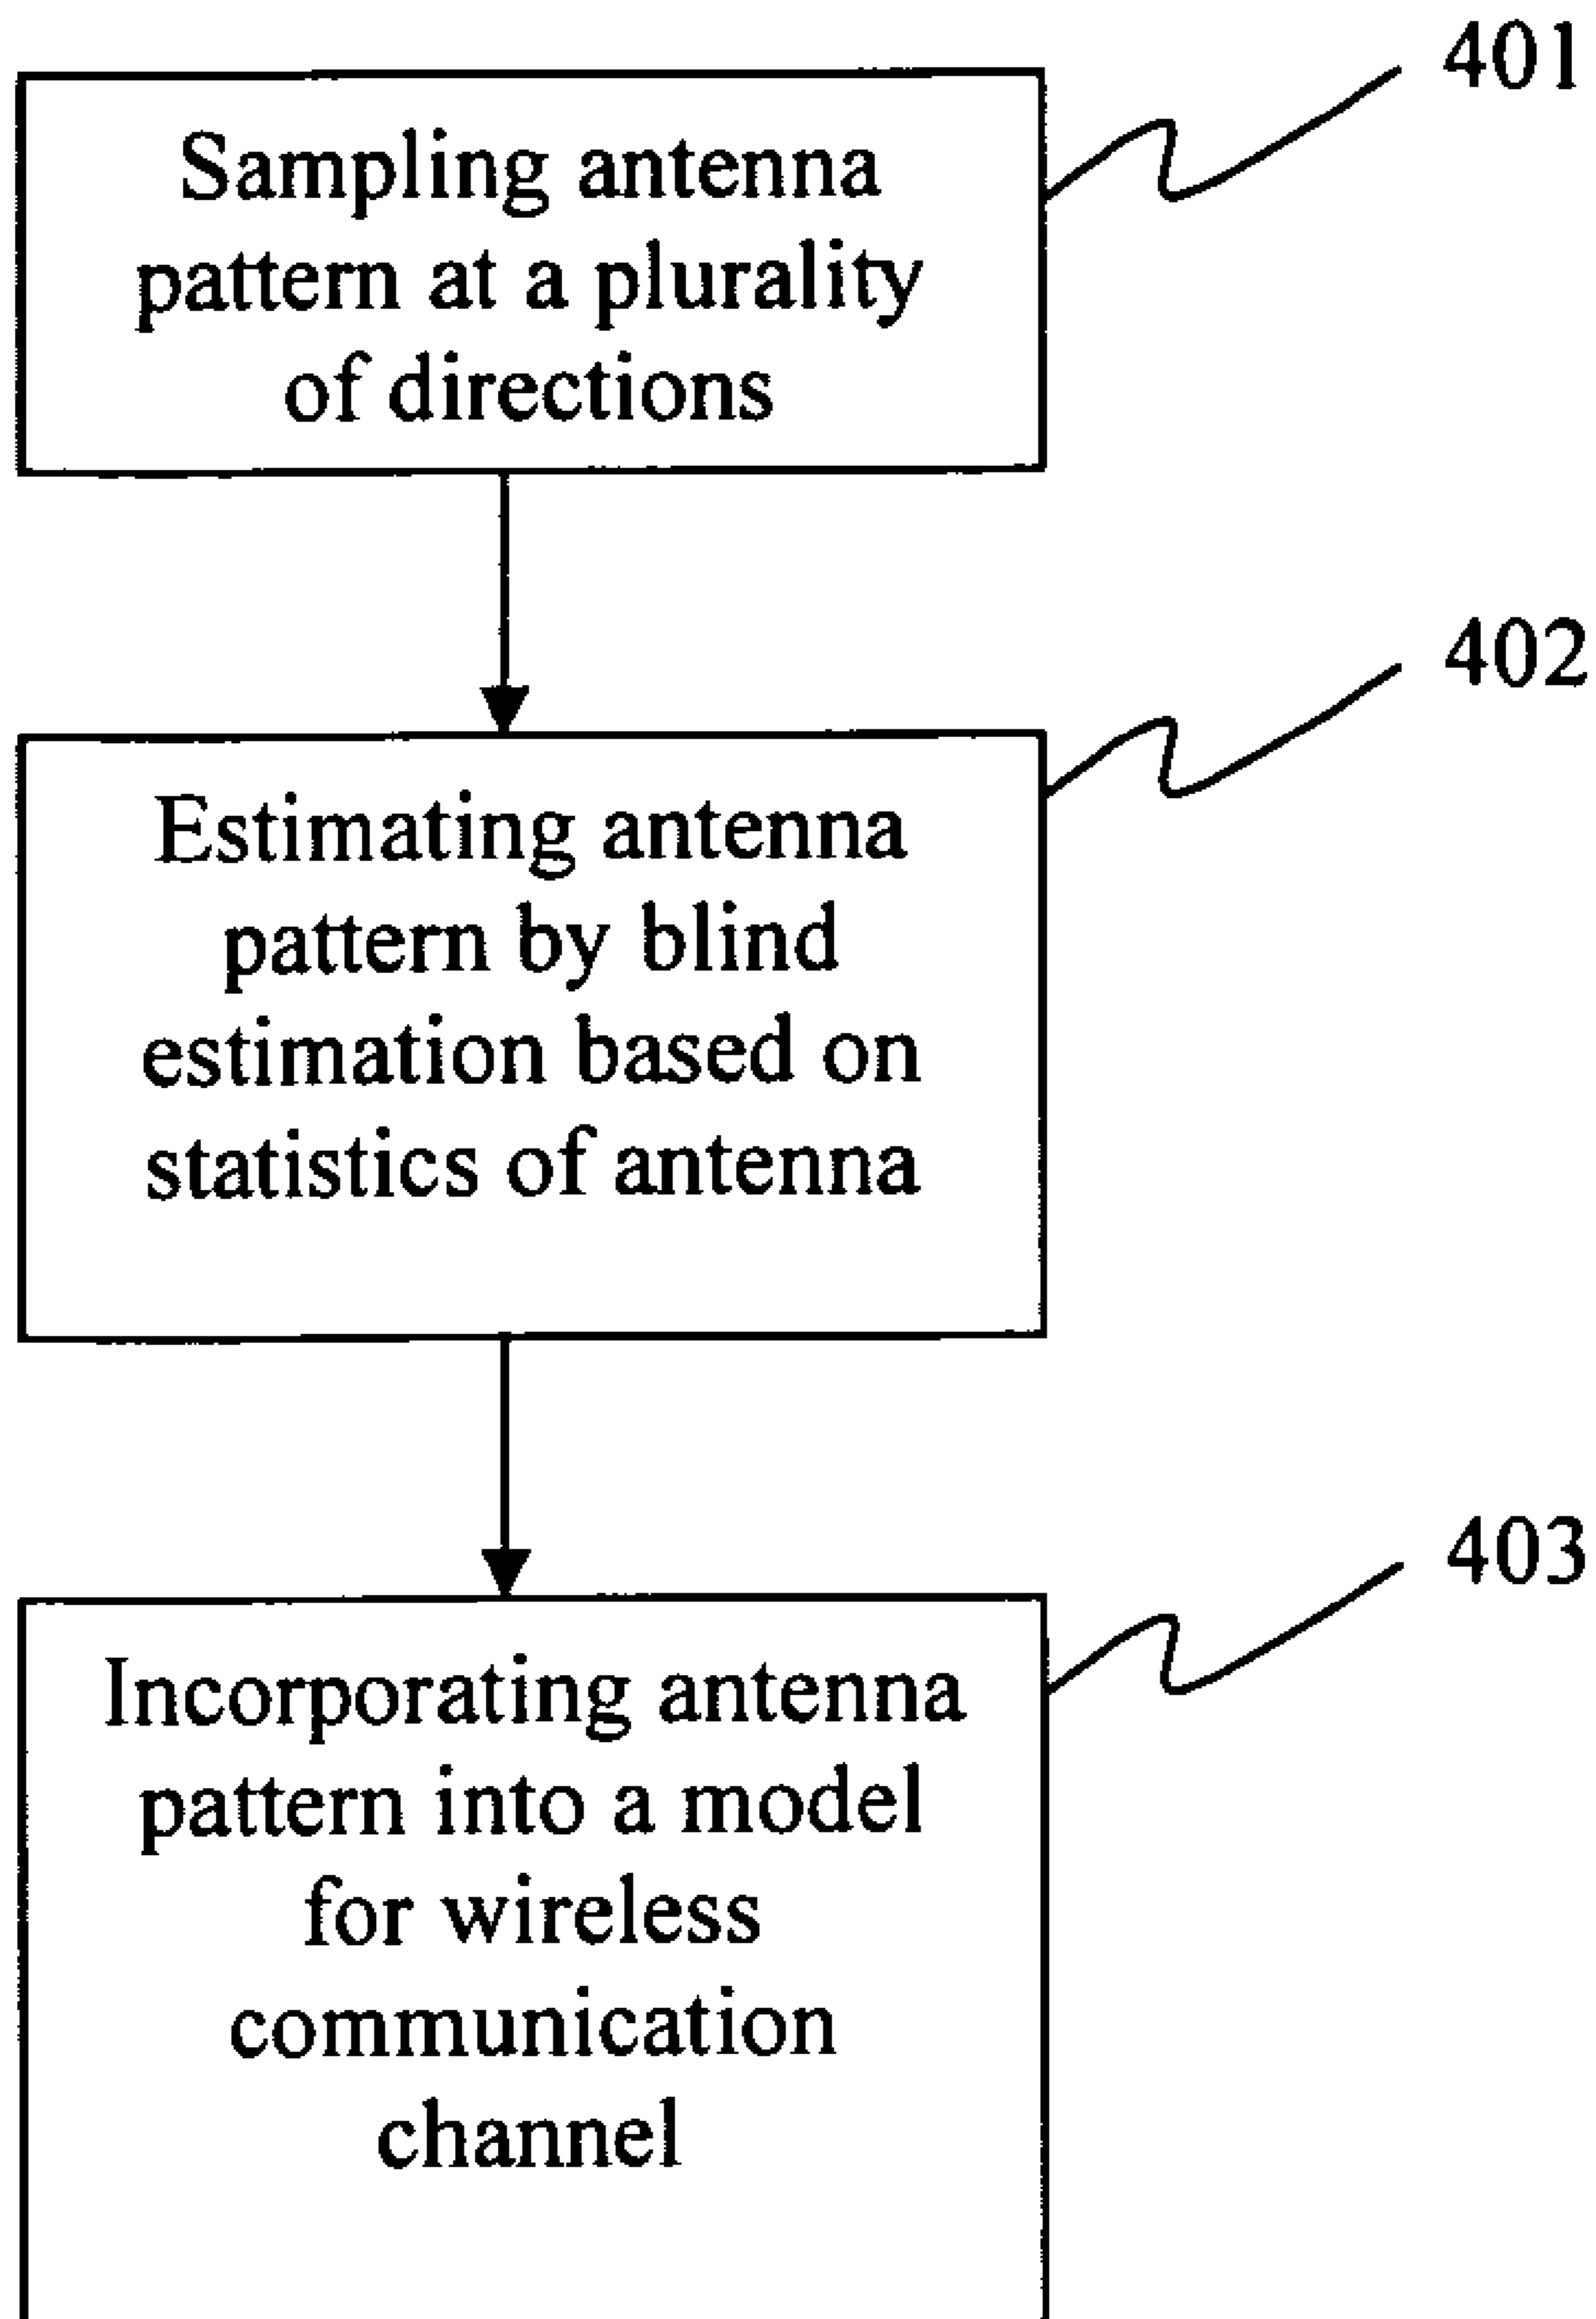 401
Sampling antenna
pattern at a plurality
of directions
402
Estimating antenna
pattern by blind
estimation based on
statistics of antenna
403
Incorporating antenna
pattern into a model
for wireless
communication
channel